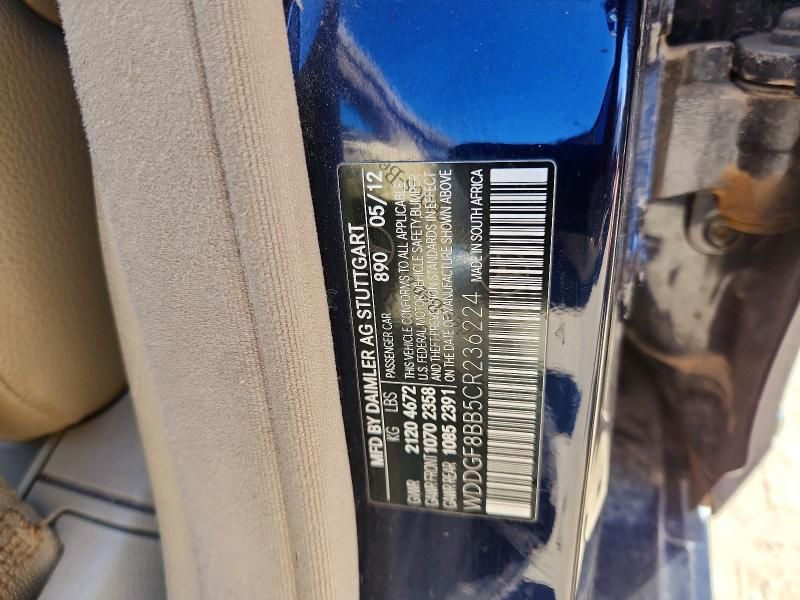 MFD BY DAIMLER AG STUTTGART
KG LBS PASSENGER CAR 890 05/12
GVWR 2120 4672 THIS VEHICLE CONFORMS TO ALL APPLICABLE
GAWR FRONT 1070 2358 U.S. FEDERAL MOTOR VEHICLE SAFETY, BUMPER
GAWR REAR 1085 2391 AND THEFT PREVENTION STANDARDS IN EFFECT
ON THE DATE OF MANUFACTURE SHOWN ABOVE
WDDGF8BB5CR236224 MADE IN SOUTH AFRICA